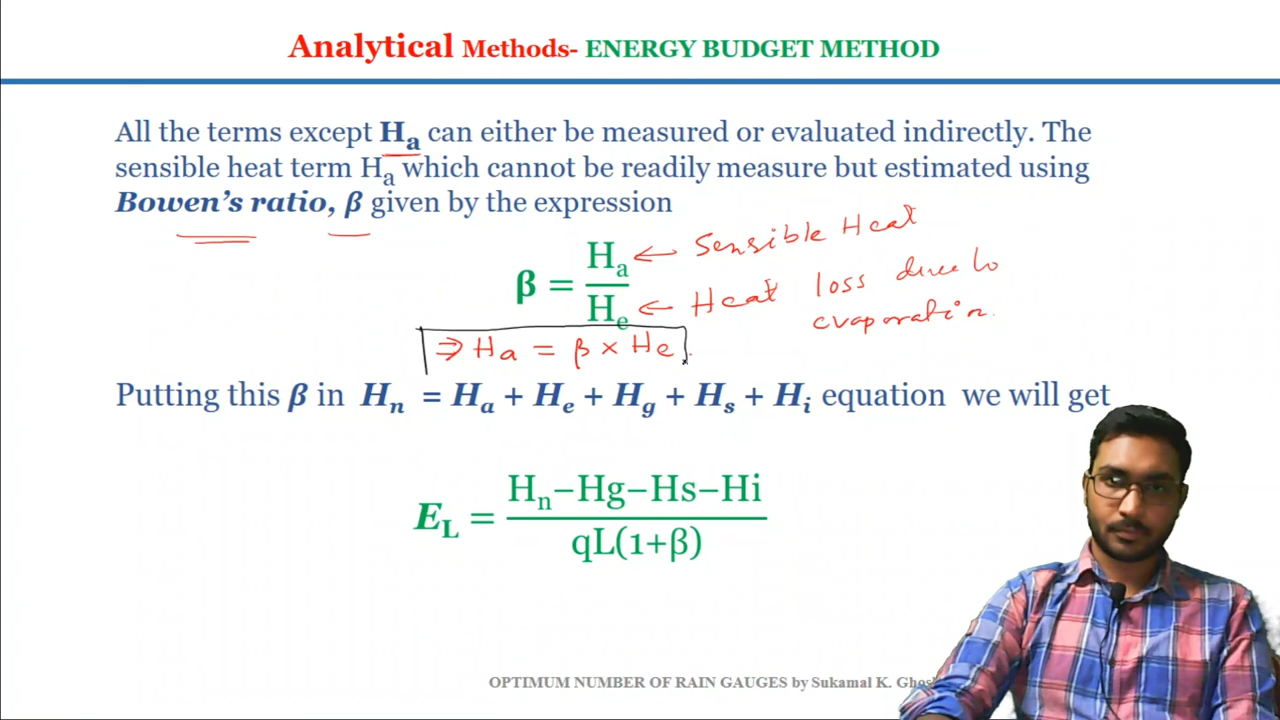 Analytical Methods- ENERGY BUDGET METHOD
All the terms except Hₐ can either be measured or evaluated indirectly. The
sensible heat term Hₐ which cannot be readily measure but estimated using
Bowen's ratio, β given by the expression
β = Hₐ / Hₑ
← Sensible Heat
← Heat loss due to
evaporation.
⇒ Hₐ = β × Hₑ.
Putting this β in Hₙ = Hₐ + Hₑ + H_g + Hₛ + Hᵢ equation we will get
E_L = (Hₙ−Hg−Hs−Hi) / qL(1+β)
OPTIMUM NUMBER OF RAIN GAUGES by Sukamal K.